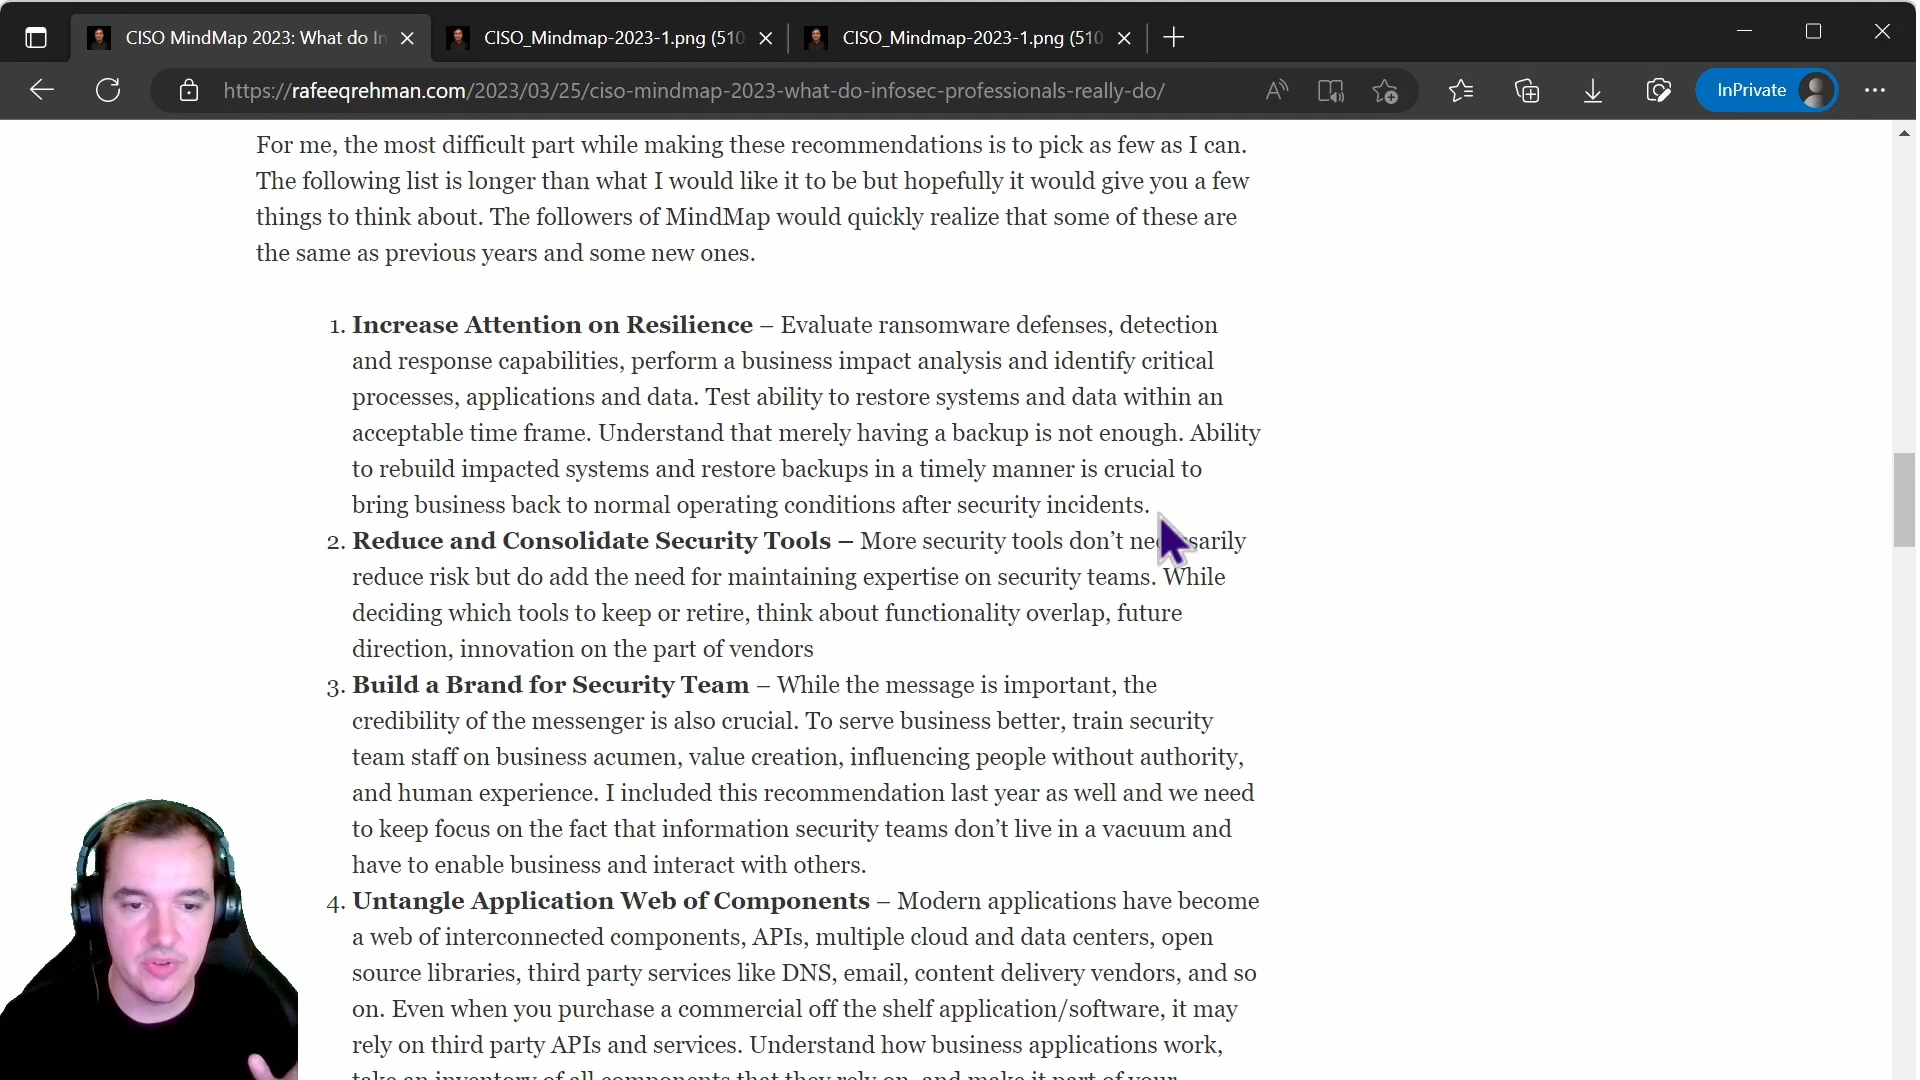 CISO MindMap 2023: What do In
CISO_Mindmap-2023-1.png (510
CISO_Mindmap-2023-1.png (510
https://rafeeqrehman.com/2023/03/25/ciso-mindmap-2023-what-do-infosec-professionals-really-do/
InPrivate
For me, the most difficult part while making these recommendations is to pick as few as I can.
The following list is longer than what I would like it to be but hopefully it would give you a few
things to think about. The followers of MindMap would quickly realize that some of these are
the same as previous years and some new ones.
1. Increase Attention on Resilience – Evaluate ransomware defenses, detection
and response capabilities, perform a business impact analysis and identify critical
processes, applications and data. Test ability to restore systems and data within an
acceptable time frame. Understand that merely having a backup is not enough. Ability
to rebuild impacted systems and restore backups in a timely manner is crucial to
bring business back to normal operating conditions after security incidents.
2. Reduce and Consolidate Security Tools – More security tools don’t necessarily
reduce risk but do add the need for maintaining expertise on security teams. While
deciding which tools to keep or retire, think about functionality overlap, future
direction, innovation on the part of vendors
3. Build a Brand for Security Team – While the message is important, the
credibility of the messenger is also crucial. To serve business better, train security
team staff on business acumen, value creation, influencing people without authority,
and human experience. I included this recommendation last year as well and we need
to keep focus on the fact that information security teams don’t live in a vacuum and
have to enable business and interact with others.
4. Untangle Application Web of Components – Modern applications have become
a web of interconnected components, APIs, multiple cloud and data centers, open
source libraries, third party services like DNS, email, content delivery vendors, and so
on. Even when you purchase a commercial off the shelf application/software, it may
rely on third party APIs and services. Understand how business applications work,
take an inventory of all components that they rely on, and make it part of your